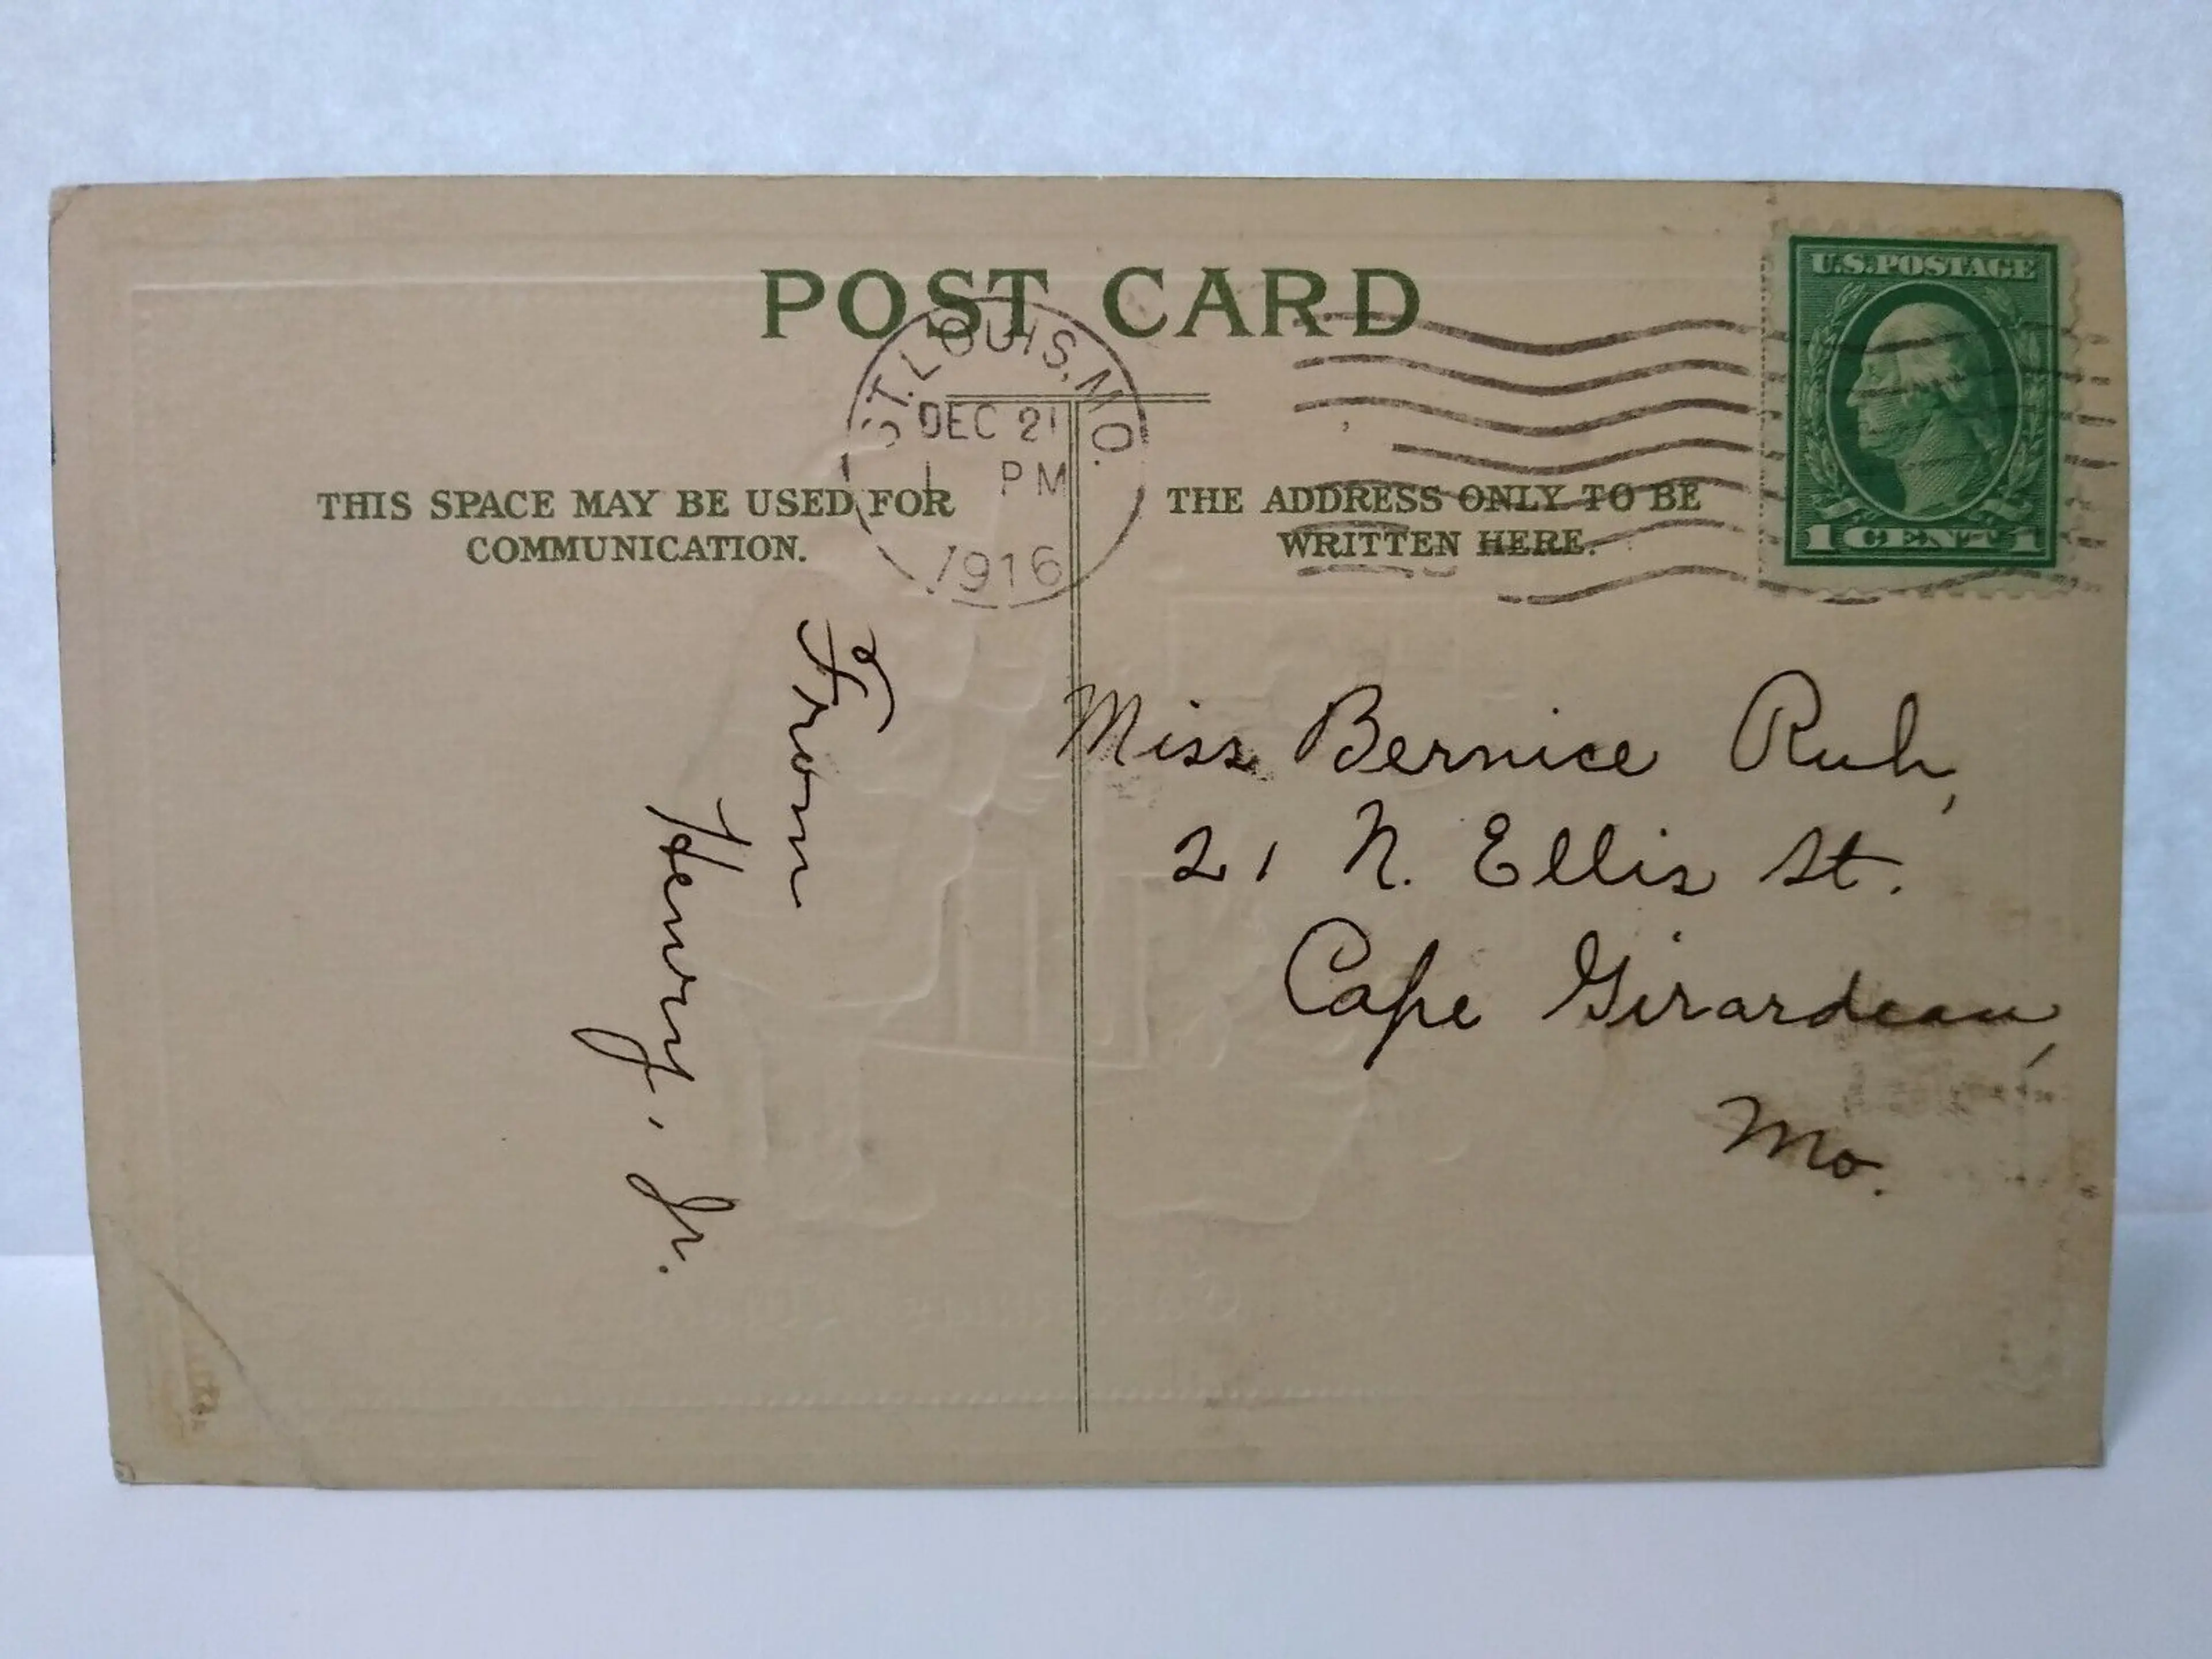 POST CARD
U.S. POSTAGE
1 CENT 1
ST. LOUIS, MO.
DEC 21
1 PM
1916
THIS SPACE MAY BE USED FOR
COMMUNICATION.
THE ADDRESS ONLY TO BE
WRITTEN HERE.
From
Henry, Jr.
Miss Bernice Ruh,
21 N. Ellis St.
Cape Girardeau,
Mo.